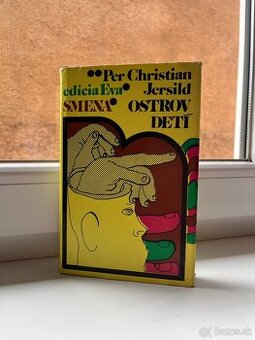 Per Christian
edícia Eva Jersild
SMENA OSTROV
DETÍ
Bazos.sk